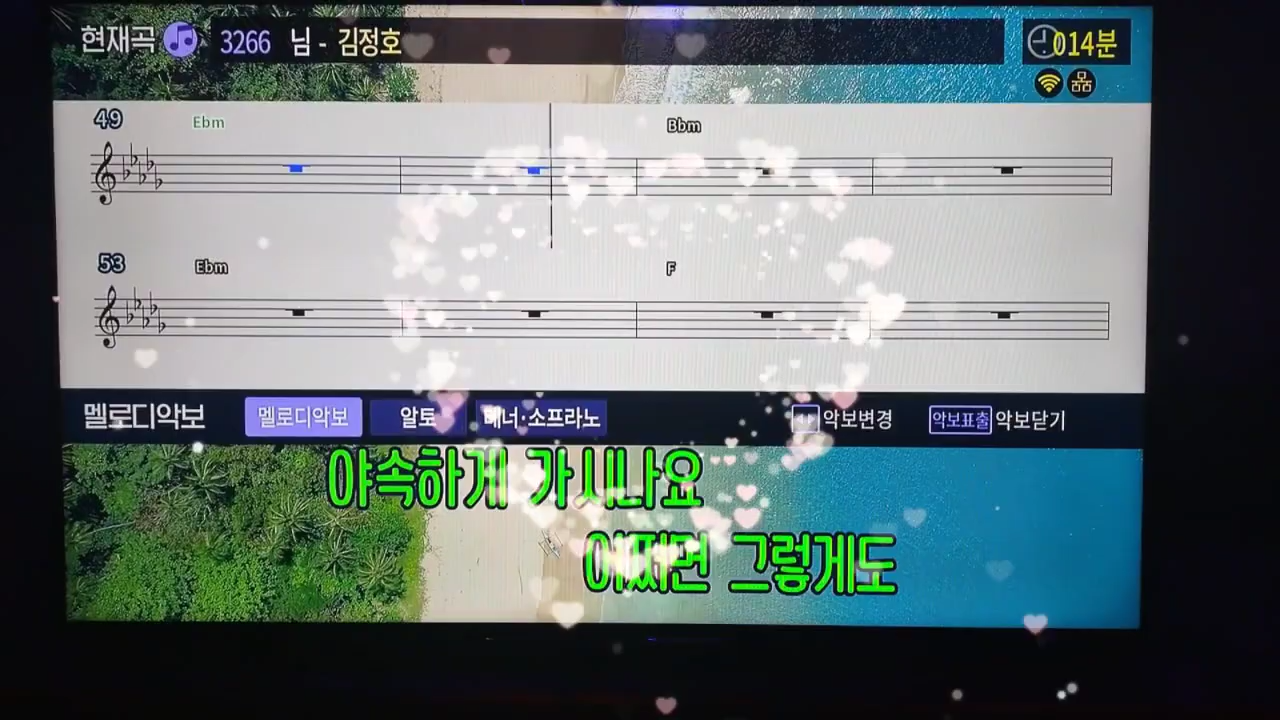 현재곡 3266 님 - 김정호 014분
49 Ebm Bbm
53 Ebm F
멜로디악보 멜로디악보 알토 테너·소프라노 악보변경 악보표출 악보닫기
야속하게 가시나요
어쩌면 그렇게도